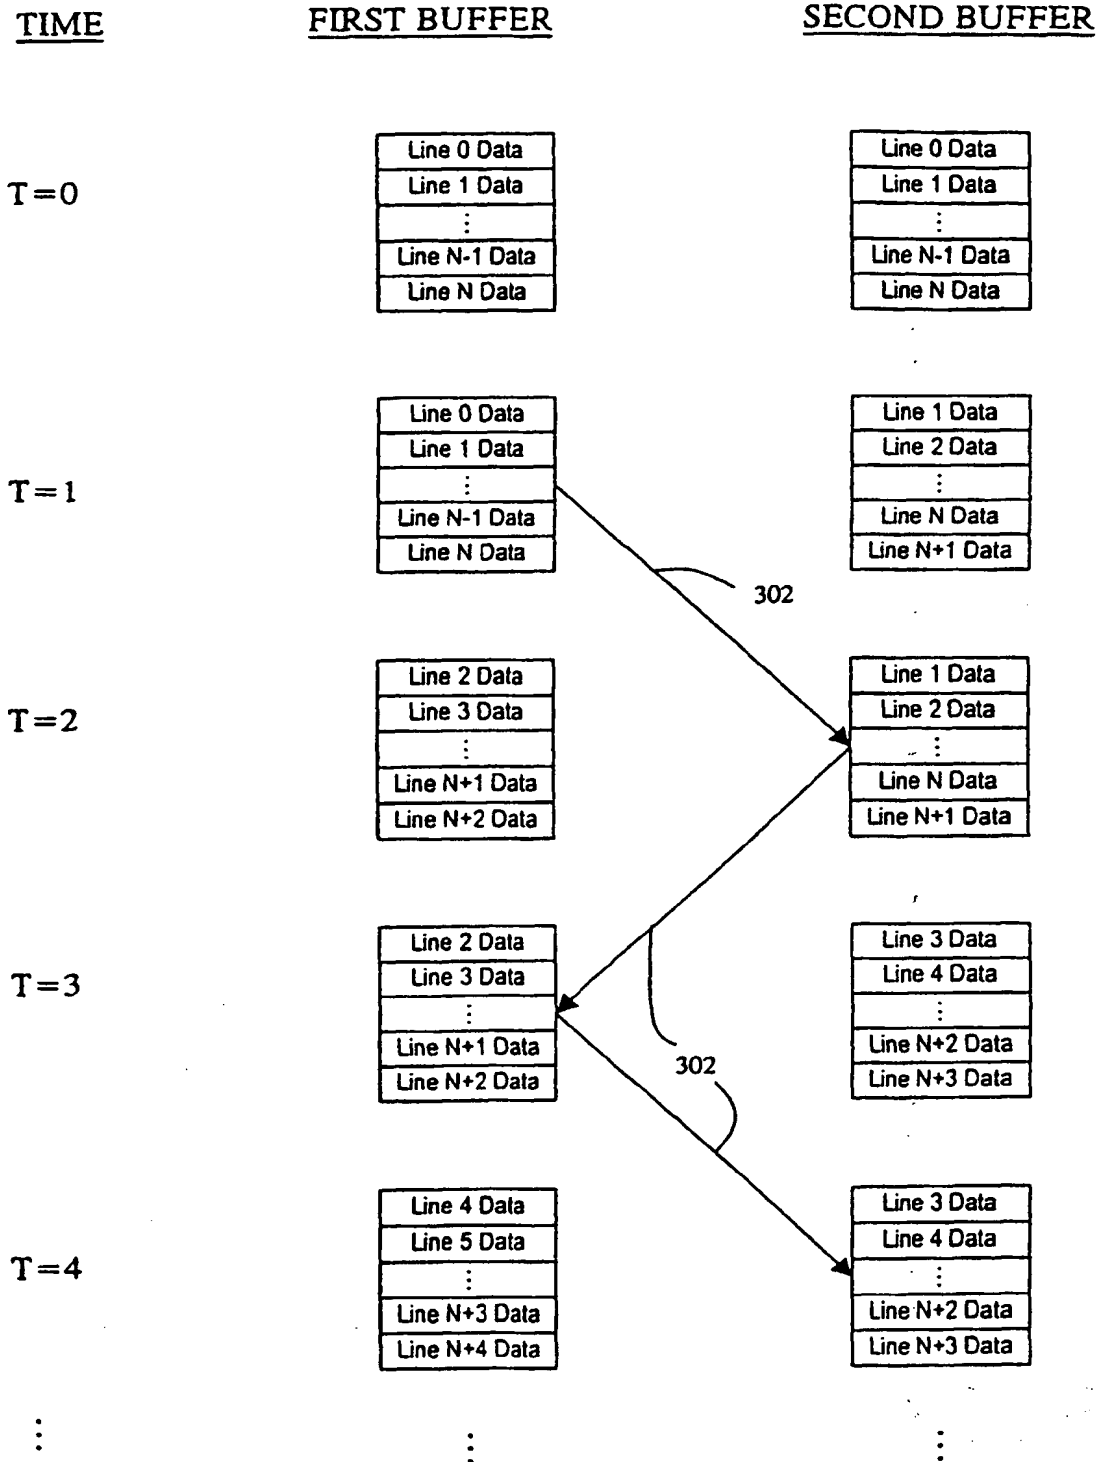 TIME FIRST BUFFER SECOND BUFFER
T=0
Line 0 Data
Line 1 Data
⋮
Line N-1 Data
Line N Data
Line 0 Data
Line 1 Data
⋮
Line N-1 Data
Line N Data
T=1
Line 0 Data
Line 1 Data
⋮
Line N-1 Data
Line N Data
Line 1 Data
Line 2 Data
⋮
Line N Data
Line N+1 Data
302
T=2
Line 2 Data
Line 3 Data
⋮
Line N+1 Data
Line N+2 Data
Line 1 Data
Line 2 Data
⋮
Line N Data
Line N+1 Data
T=3
Line 2 Data
Line 3 Data
⋮
Line N+1 Data
Line N+2 Data
Line 3 Data
Line 4 Data
⋮
Line N+2 Data
Line N+3 Data
302
T=4
Line 4 Data
Line 5 Data
⋮
Line N+3 Data
Line N+4 Data
Line 3 Data
Line 4 Data
⋮
Line N+2 Data
Line N+3 Data
⋮ ⋮ ⋮